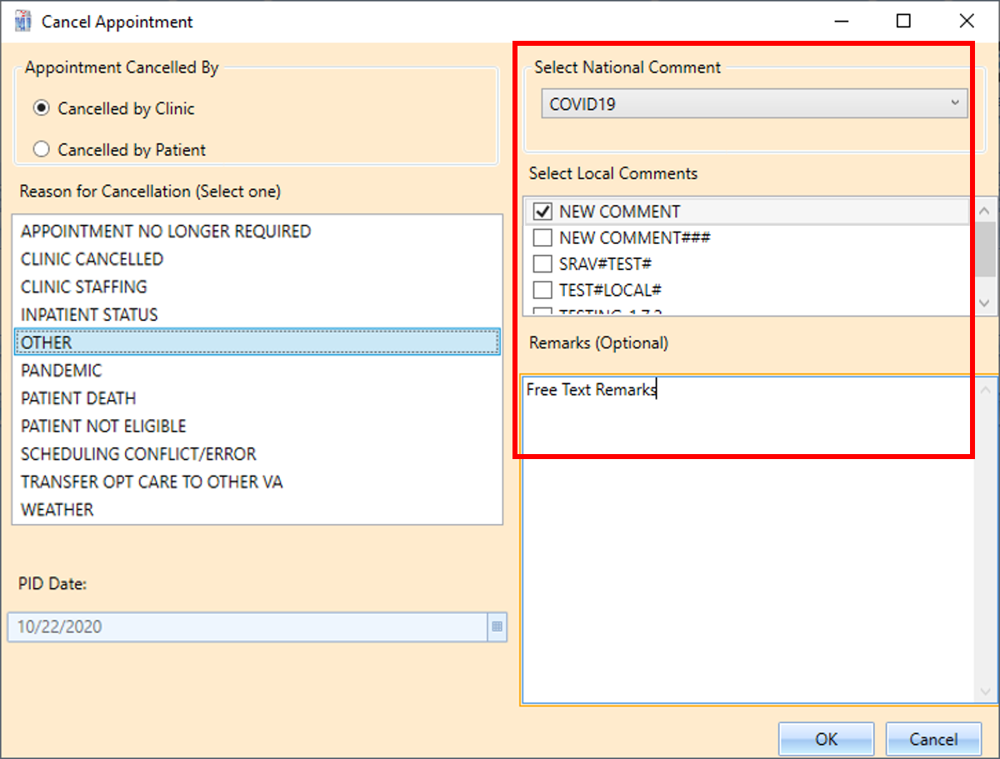 Cancel Appointment
Appointment Cancelled By
Cancelled by Clinic
Cancelled by Patient
Reason for Cancellation (Select one)
APPOINTMENT NO LONGER REQUIRED
CLINIC CANCELLED
CLINIC STAFFING
INPATIENT STATUS
OTHER
PANDEMIC
PATIENT DEATH
PATIENT NOT ELIGIBLE
SCHEDULING CONFLICT/ERROR
TRANSFER OPT CARE TO OTHER VA
WEATHER
PID Date:
10/22/2020
Select National Comment
COVID19
Select Local Comments
NEW COMMENT
NEW COMMENT###
SRAV#TEST#
TEST#LOCAL#
Remarks (Optional)
Free Text Remarks
OK
Cancel